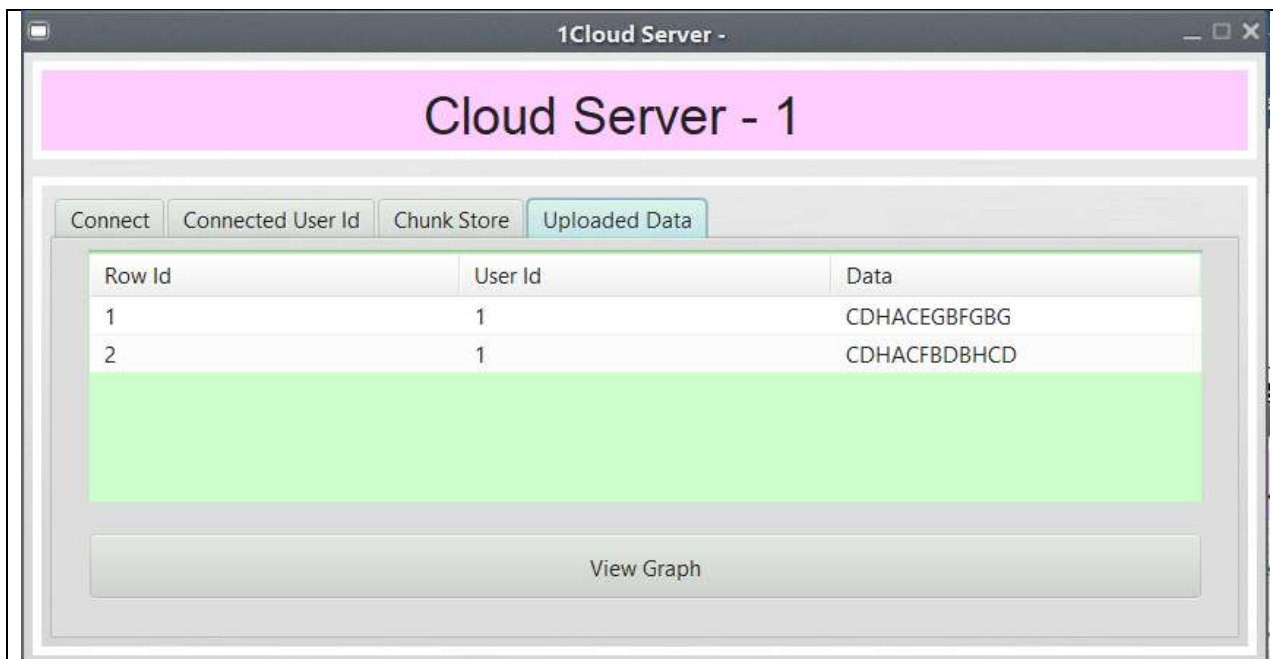 1Cloud Server -
Cloud Server - 1
Connect Connected User Id Chunk Store Uploaded Data
Row Id User Id Data
1 1 CDHACEGBFGBG
2 1 CDHACFBDBHCD
View Graph